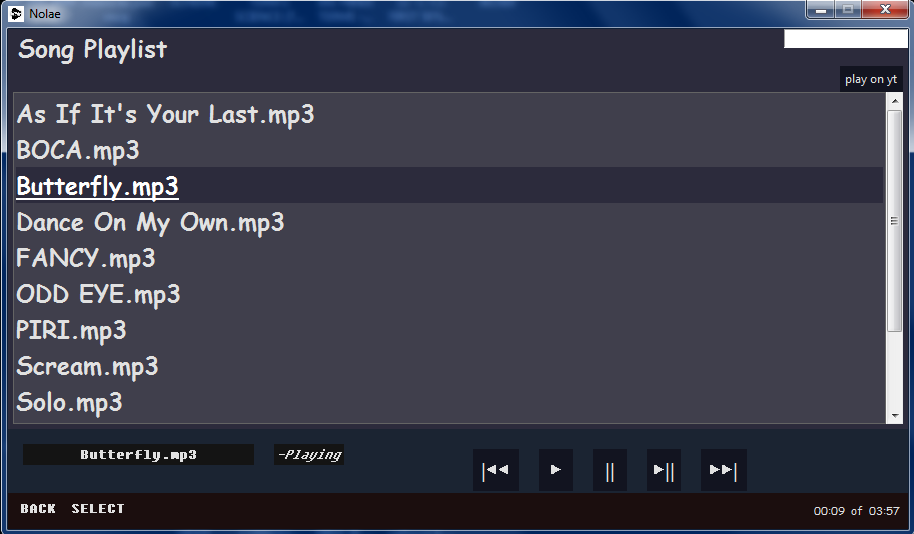 Nolae
Song Playlist
play on yt
As If It's Your Last.mp3
BOCA.mp3
Butterfly.mp3
Dance On My Own.mp3
FANCY.mp3
ODD EYE.mp3
PIRI.mp3
Scream.mp3
Solo.mp3
Butterfly.mp3 -Playing
BACK SELECT 00:09 of 03:57